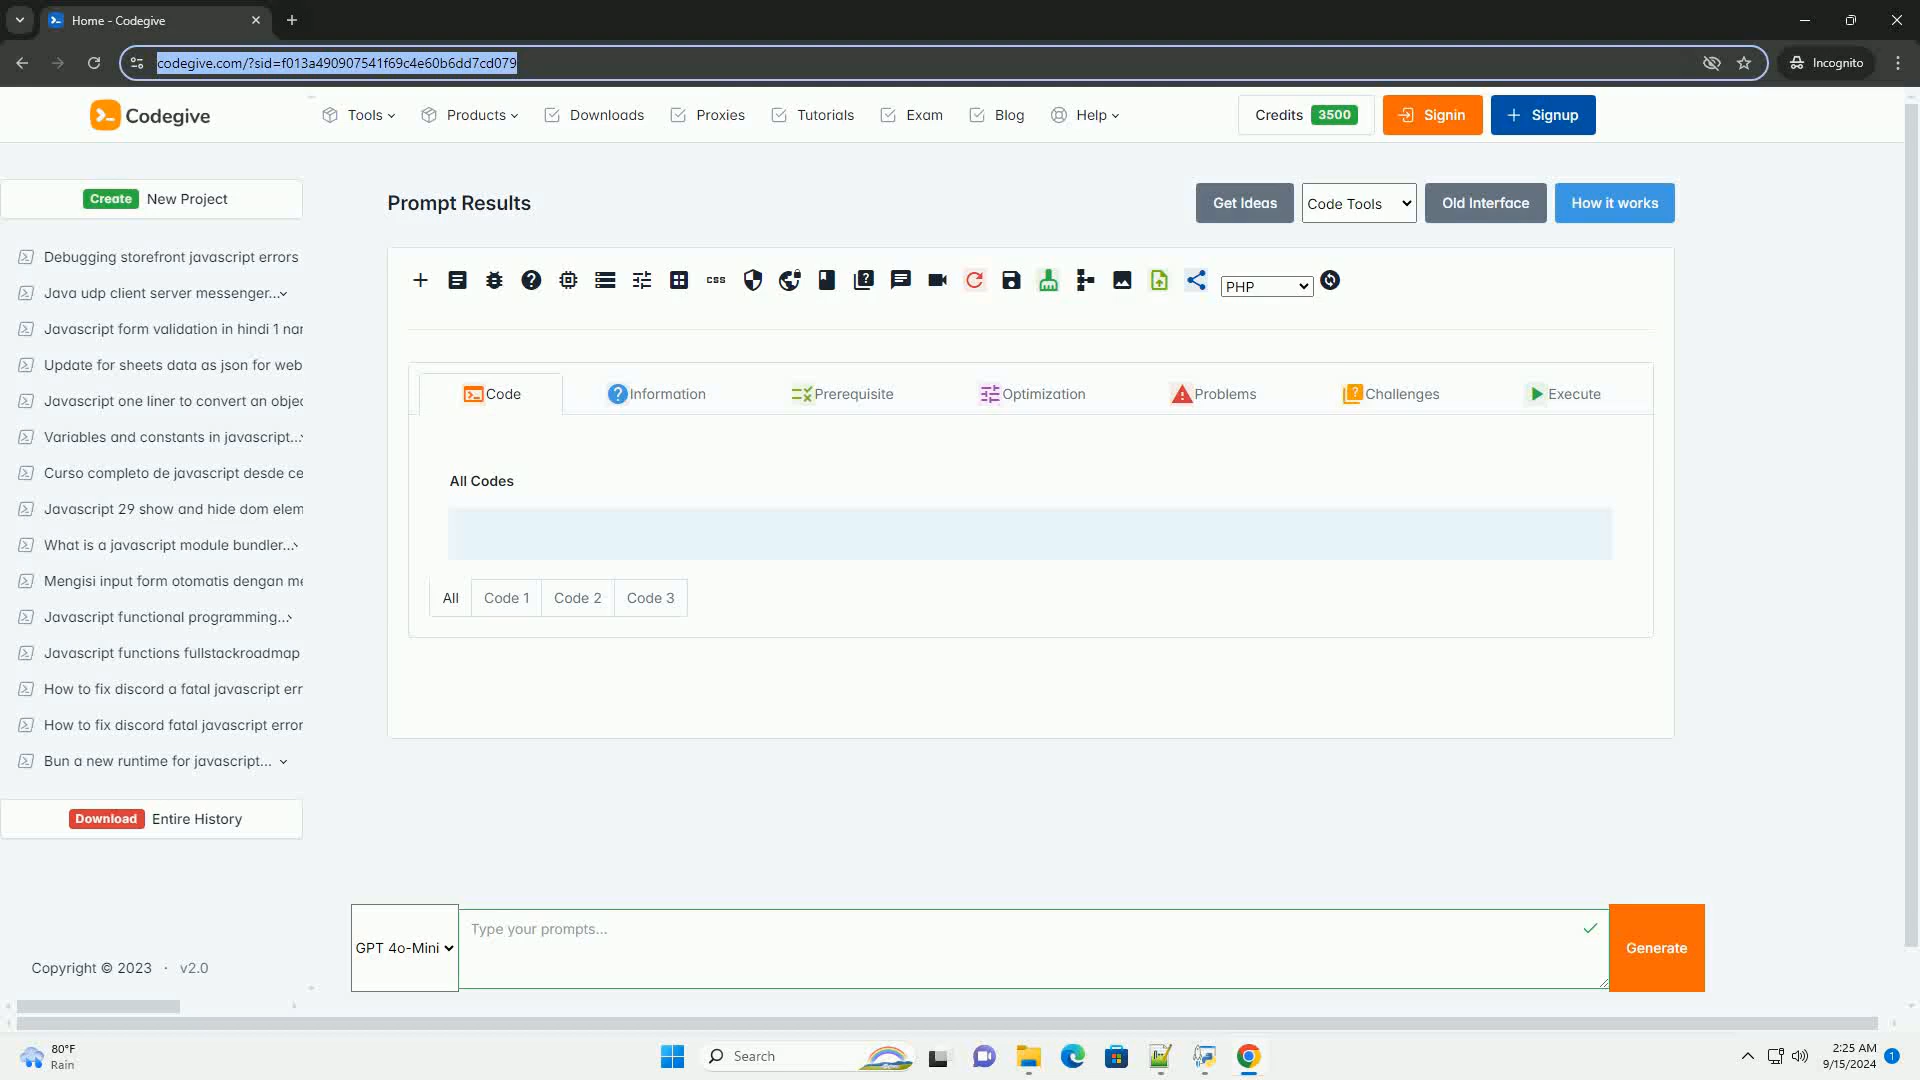 Home - Codegive
codegive.com/?sid=f013a490907541f69c4e60b6dd7cd079
Incognito
Codegive
Tools
Products
Downloads
Proxies
Tutorials
Exam
Blog
Help
Credits 3500
Signin
Signup
Create New Project
Debugging storefront javascript errors
Java udp client server messenger...
Javascript form validation in hindi 1 nar
Update for sheets data as json for web
Javascript one liner to convert an objec
Variables and constants in javascript...
Curso completo de javascript desde ce
Javascript 29 show and hide dom elem
What is a javascript module bundler...
Mengisi input form otomatis dengan me
Javascript functional programming...
Javascript functions fullstackroadmap
How to fix discord a fatal javascript err
How to fix discord fatal javascript error
Bun a new runtime for javascript...
Download Entire History
Copyright © 2023 · v2.0
Prompt Results
Get Ideas
Code Tools
Old Interface
How it works
css
PHP
Code
Information
Prerequisite
Optimization
Problems
Challenges
Execute
All Codes
All
Code 1
Code 2
Code 3
GPT 4o-Mini
Type your prompts...
Generate
80°F
Rain
Search
2:25 AM
9/15/2024
1